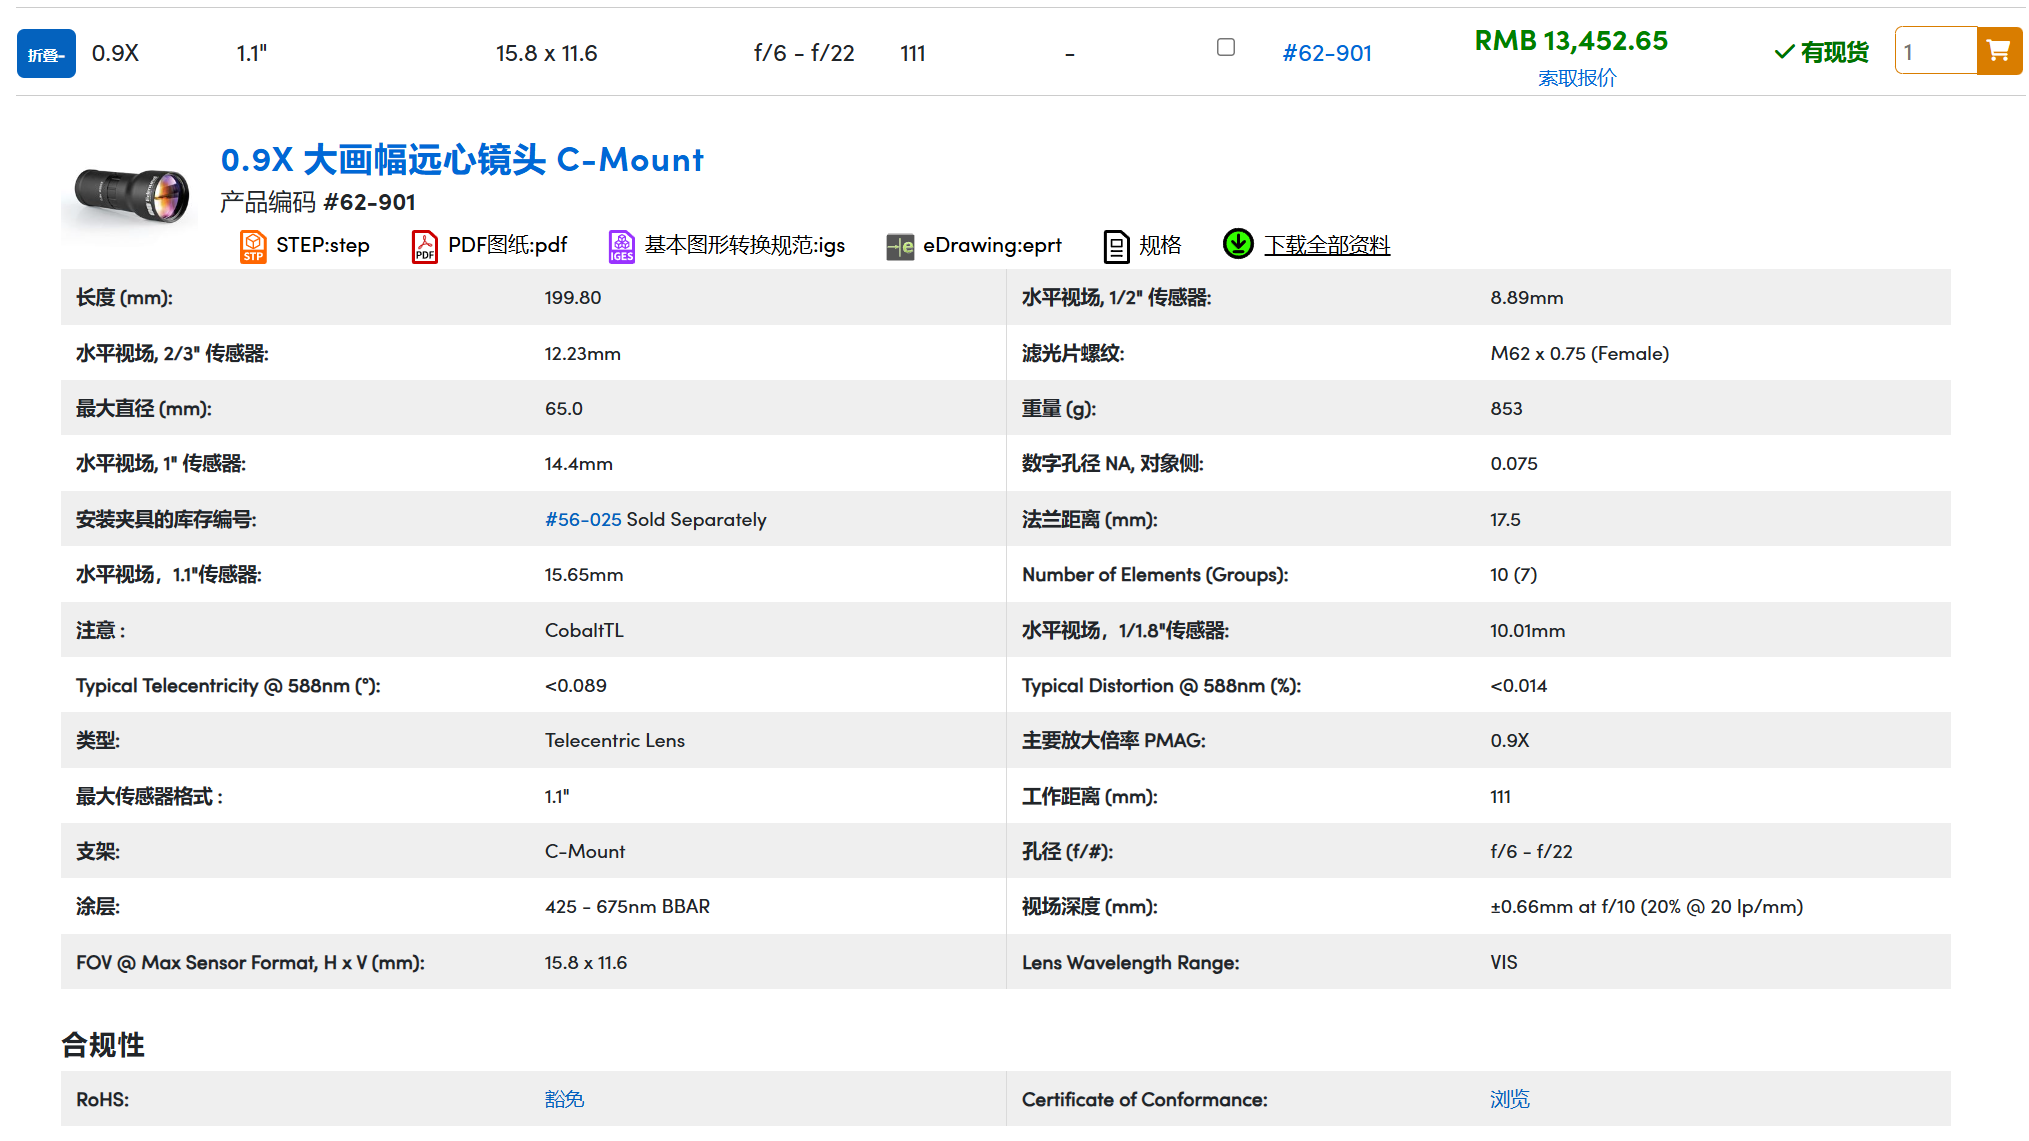 折叠- 0.9X 1.1" 15.8 x 11.6 f/6 - f/22 111 - #62-901 RMB 13,452.65 有现货 1
索取报价
0.9X 大画幅远心镜头 C-Mount
产品编码 #62-901
STP STEP:step PDF PDF图纸:pdf IGES 基本图形转换规范:igs eDrawing:eprt 规格 下载全部资料
长度 (mm): 199.80 水平视场, 1/2" 传感器: 8.89mm
水平视场, 2/3" 传感器: 12.23mm 滤光片螺纹: M62 x 0.75 (Female)
最大直径 (mm): 65.0 重量 (g): 853
水平视场, 1" 传感器: 14.4mm 数字孔径 NA, 对象侧: 0.075
安装夹具的库存编号: #56-025 Sold Separately 法兰距离 (mm): 17.5
水平视场，1.1"传感器: 15.65mm Number of Elements (Groups): 10 (7)
注意 : CobaltTL 水平视场，1/1.8"传感器: 10.01mm
Typical Telecentricity @ 588nm (°): <0.089 Typical Distortion @ 588nm (%): <0.014
类型: Telecentric Lens 主要放大倍率 PMAG: 0.9X
最大传感器格式 : 1.1" 工作距离 (mm): 111
支架: C-Mount 孔径 (f/#): f/6 - f/22
涂层: 425 - 675nm BBAR 视场深度 (mm): ±0.66mm at f/10 (20% @ 20 lp/mm)
FOV @ Max Sensor Format, H x V (mm): 15.8 x 11.6 Lens Wavelength Range: VIS
合规性
RoHS: 豁免 Certificate of Conformance: 浏览